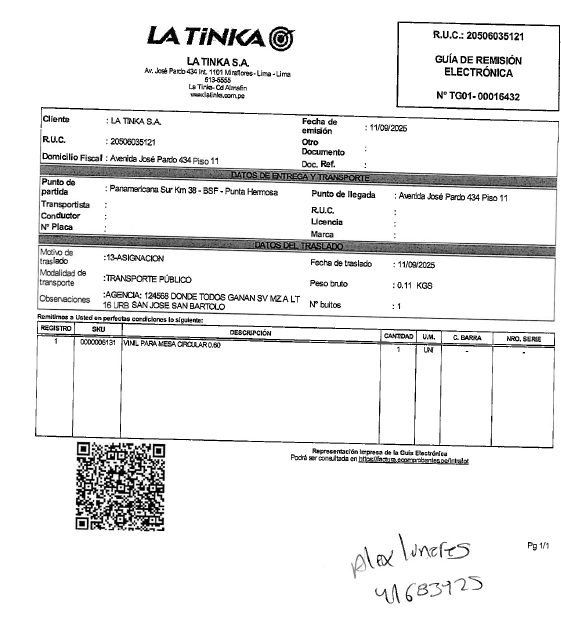 LA TINKA
LA TINKA S.A.
Av. José Pardo 434 Int. 1101 Miraflores - Lima - Lima
513-5555
La Tinka- Cd Almafin
www.latinka.com.pe
R.U.C.: 20506035121
GUÍA DE REMISIÓN
ELECTRÓNICA
N° TG01- 00016432
Cliente : LA TINKA S.A.
Fecha de emisión : 11/09/2025
R.U.C. : 20506035121
Otro Documento :
Domicilio Fiscal : Avenida José Pardo 434 Piso 11
Doc. Ref. :
DATOS DE ENTREGA Y TRANSPORTE
Punto de partida : Panamericana Sur Km 38 - BSF - Punta Hermosa
Punto de llegada : Avenida José Pardo 434 Piso 11
Transportista :
R.U.C. :
Conductor :
Licencia :
N° Placa :
Marca :
DATOS DEL TRASLADO
Motivo de traslado :13-ASIGNACION
Fecha de traslado : 11/09/2025
Modalidad de transporte :TRANSPORTE PÚBLICO
Peso bruto : 0.11 KGS
Observaciones :AGENCIA: 124568 DONDE TODOS GANAN SV MZ A LT
16 URB SAN JOSE SAN BARTOLO
N° bultos : 1
Remitimos a Usted en perfectas condiciones lo siguiente:
REGISTRO SKU DESCRIPCIÓN CANTIDAD U.M. C. BARRA NRO. SERIE
1 0000006131 VINIL PARA MESA CIRCULAR 0.60 1 UNI - -
Representación Impresa de la Guía Electrónica
Podrá ser consultada en
Pg 1/1
Alex lunares
41683925